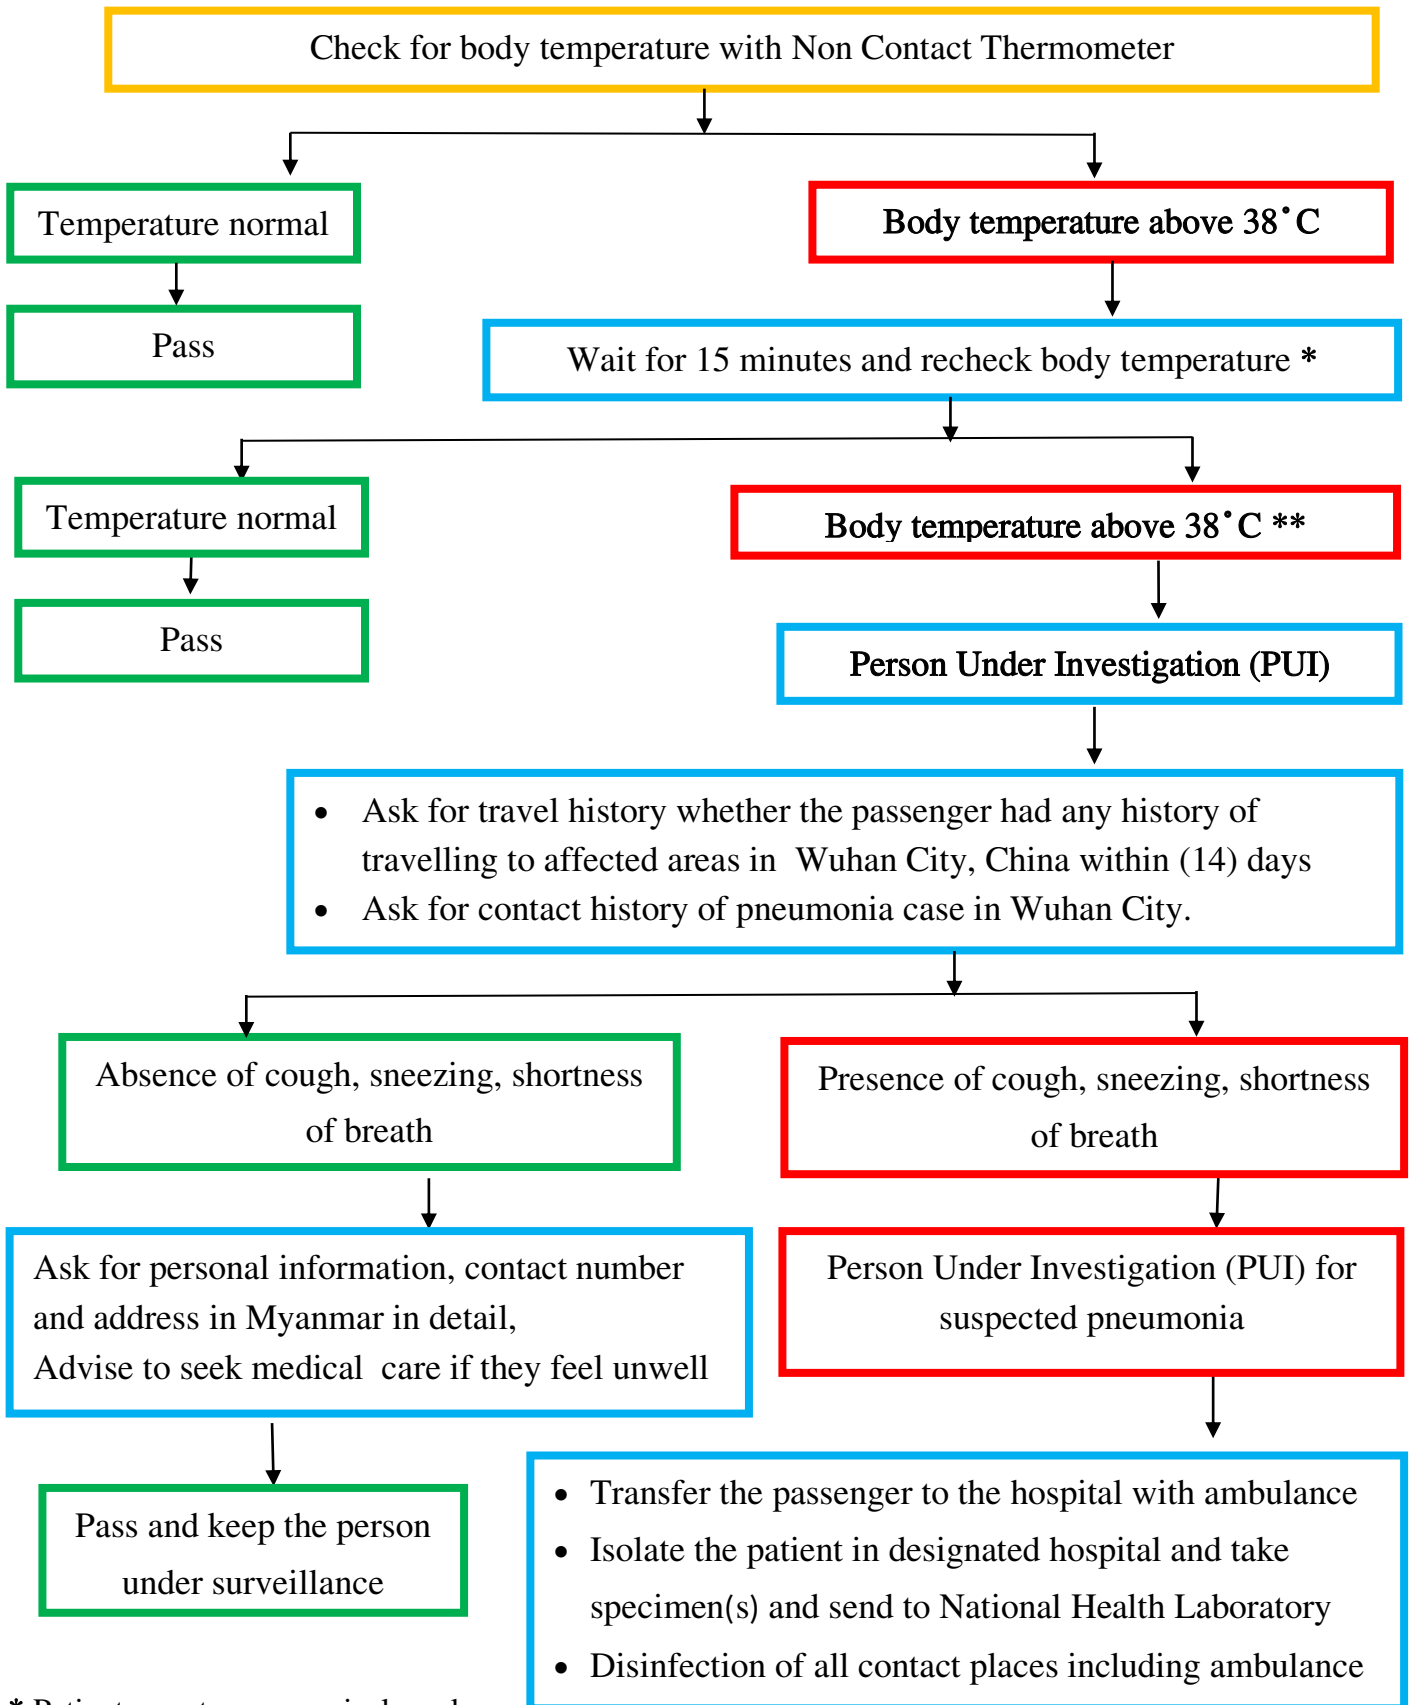 Check for body temperature with Non Contact Thermometer
Temperature normal
Body temperature above 38˚C
Pass
Wait for 15 minutes and recheck body temperature *
Temperature normal
Body temperature above 38˚C **
Pass
Person Under Investigation (PUI)
• Ask for travel history whether the passenger had any history of
travelling to affected areas in Wuhan City, China within (14) days
• Ask for contact history of pneumonia case in Wuhan City.
Absence of cough, sneezing, shortness
of breath
Presence of cough, sneezing, shortness
of breath
Ask for personal information, contact number
and address in Myanmar in detail,
Advise to seek medical care if they feel unwell
Person Under Investigation (PUI) for
suspected pneumonia
Pass and keep the person
under surveillance
• Transfer the passenger to the hospital with ambulance
• Isolate the patient in designated hospital and take
specimen(s) and send to National Health Laboratory
• Disinfection of all contact places including ambulance